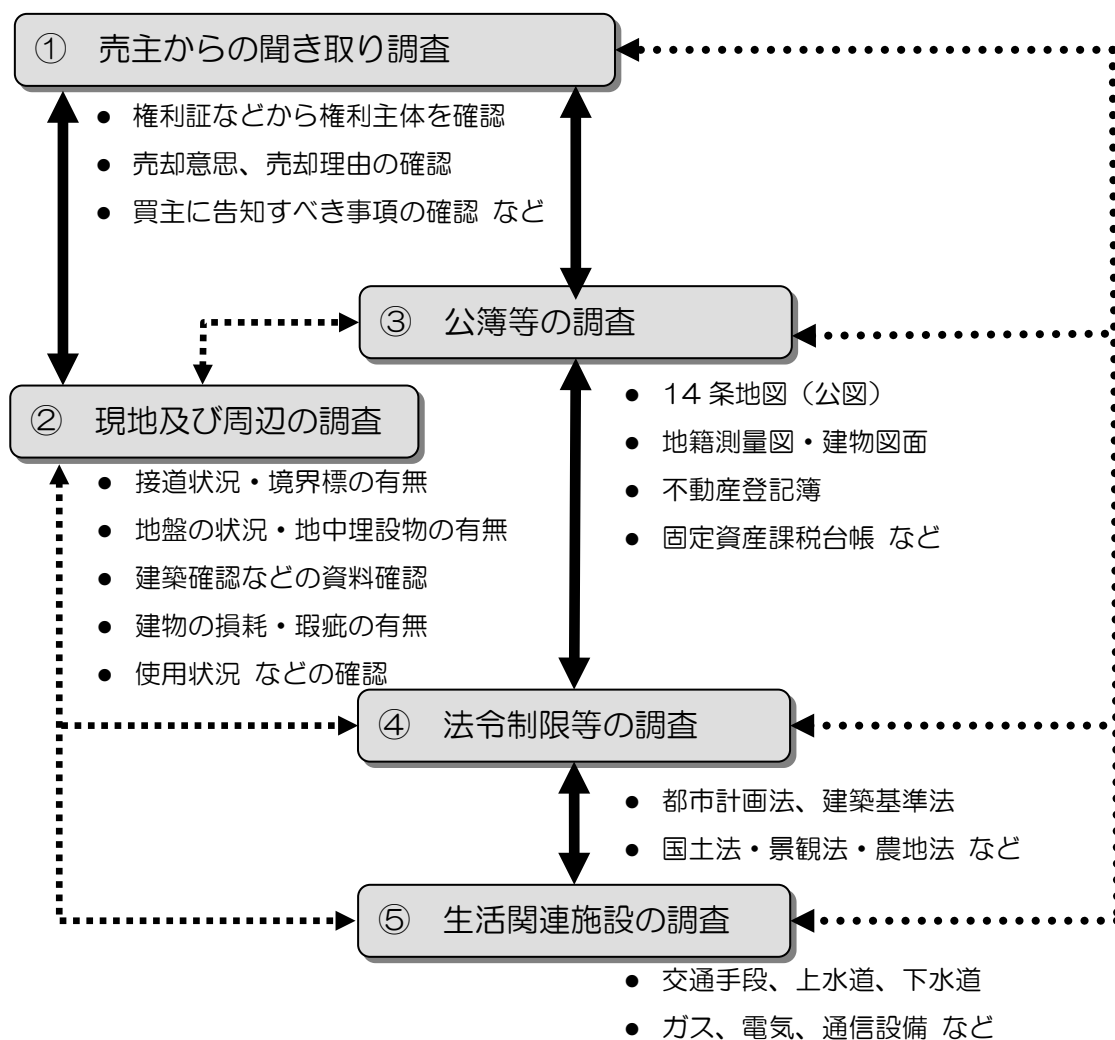 ① 売主からの聞き取り調査
● 権利証などから権利主体を確認
● 売却意思、売却理由の確認
● 買主に告知すべき事項の確認 など
③ 公簿等の調査
● 14 条地図（公図）
● 地籍測量図・建物図面
● 不動産登記簿
● 固定資産課税台帳 など
② 現地及び周辺の調査
● 接道状況・境界標の有無
● 地盤の状況・地中埋設物の有無
● 建築確認などの資料確認
● 建物の損耗・瑕疵の有無
● 使用状況 などの確認
④ 法令制限等の調査
● 都市計画法、建築基準法
● 国土法・景観法・農地法 など
⑤ 生活関連施設の調査
● 交通手段、上水道、下水道
● ガス、電気、通信設備 など